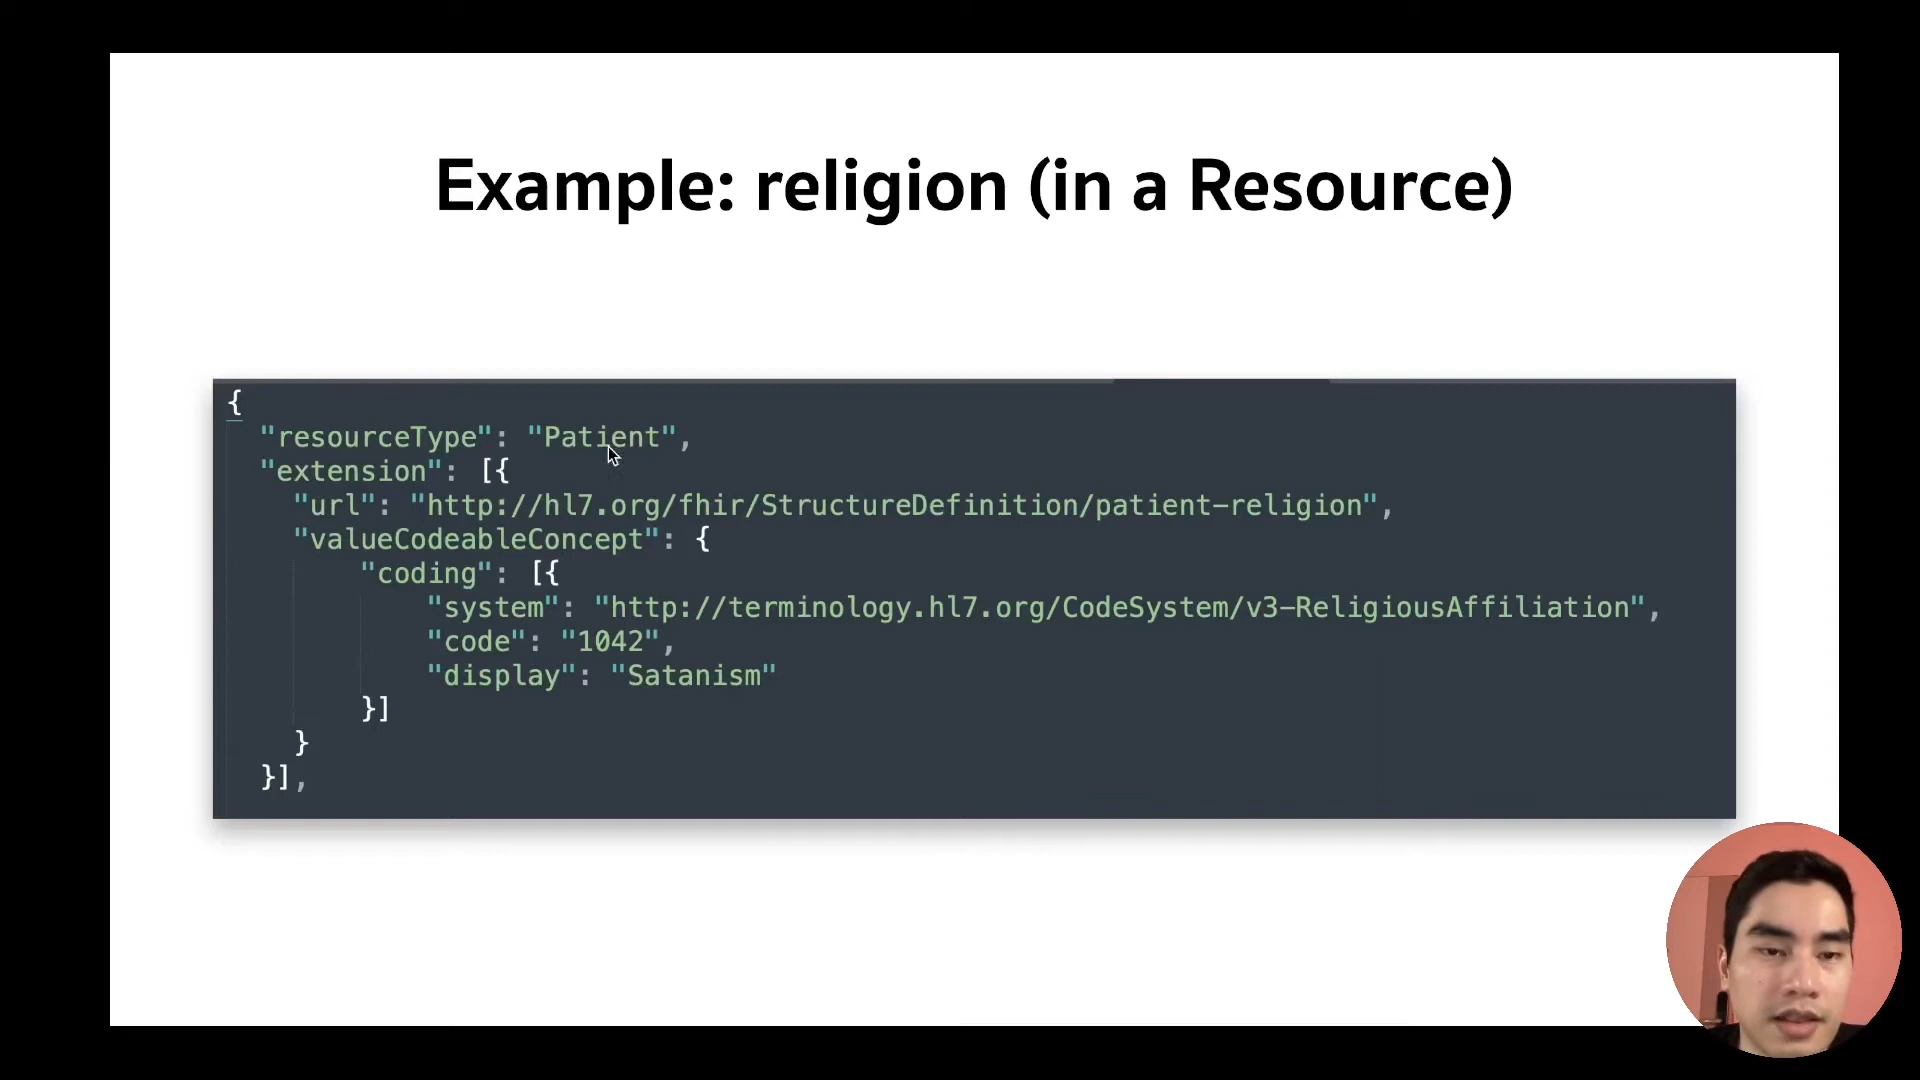 Example: religion (in a Resource)
{
"resourceType": "Patient",
"extension": [{
"url": "http://hl7.org/fhir/StructureDefinition/patient-religion",
"valueCodeableConcept": {
"coding": [{
"system": "http://terminology.hl7.org/CodeSystem/v3-ReligiousAffiliation",
"code": "1042",
"display": "Satanism"
}]
}
}],